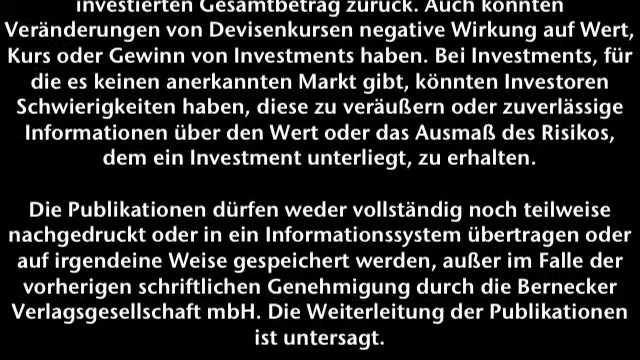 investierten Gesamtbetrag zurück. Auch könnten
Veränderungen von Devisenkursen negative Wirkung auf Wert,
Kurs oder Gewinn von Investments haben. Bei Investments, für
die es keinen anerkannten Markt gibt, könnten Investoren
Schwierigkeiten haben, diese zu veräußern oder zuverlässige
Informationen über den Wert oder das Ausmaß des Risikos,
dem ein Investment unterliegt, zu erhalten.
Die Publikationen dürfen weder vollständig noch teilweise
nachgedruckt oder in ein Informationssystem übertragen oder
auf irgendeine Weise gespeichert werden, außer im Falle der
vorherigen schriftlichen Genehmigung durch die Bernecker
Verlagsgesellschaft mbH. Die Weiterleitung der Publikationen
ist untersagt.